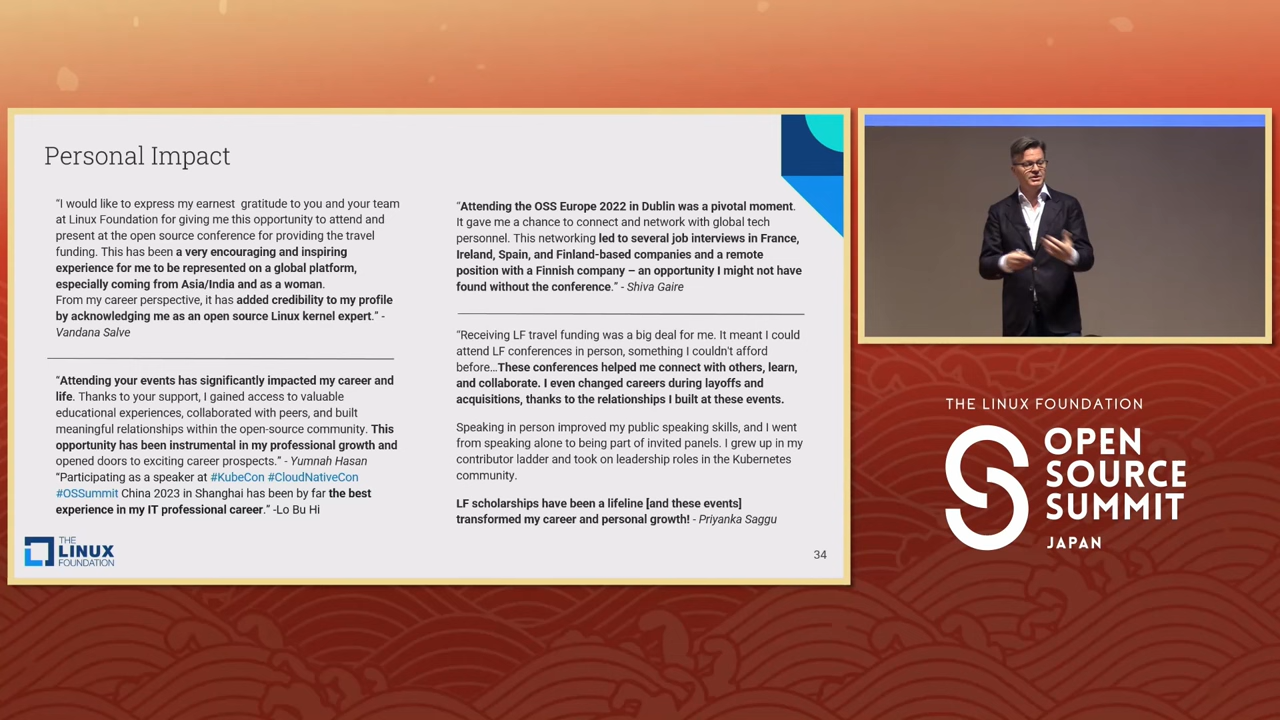 Personal Impact
“I would like to express my earnest gratitude to you and your team
at Linux Foundation for giving me this opportunity to attend and
present at the open source conference for providing the travel
funding. This has been a very encouraging and inspiring
experience for me to be represented on a global platform,
especially coming from Asia/India and as a woman.
From my career perspective, it has added credibility to my profile
by acknowledging me as an open source Linux kernel expert.” -
Vandana Salve
“Attending your events has significantly impacted my career and
life. Thanks to your support, I gained access to valuable
educational experiences, collaborated with peers, and built
meaningful relationships within the open-source community. This
opportunity has been instrumental in my professional growth and
opened doors to exciting career prospects.” - Yumnah Hasan
“Participating as a speaker at #KubeCon #CloudNativeCon
#OSSummit China 2023 in Shanghai has been by far the best
experience in my IT professional career.” -Lo Bu Hi
“Attending the OSS Europe 2022 in Dublin was a pivotal moment.
It gave me a chance to connect and network with global tech
personnel. This networking led to several job interviews in France,
Ireland, Spain, and Finland-based companies and a remote
position with a Finnish company – an opportunity I might not have
found without the conference.” - Shiva Gaire
“Receiving LF travel funding was a big deal for me. It meant I could
attend LF conferences in person, something I couldn't afford
before…These conferences helped me connect with others, learn,
and collaborate. I even changed careers during layoffs and
acquisitions, thanks to the relationships I built at these events.
Speaking in person improved my public speaking skills, and I went
from speaking alone to being part of invited panels. I grew up in my
contributor ladder and took on leadership roles in the Kubernetes
community.
LF scholarships have been a lifeline [and these events]
transformed my career and personal growth! - Priyanka Saggu
THE
LINUX
FOUNDATION
34
THE LINUX FOUNDATION
OPEN
SOURCE
SUMMIT
JAPAN